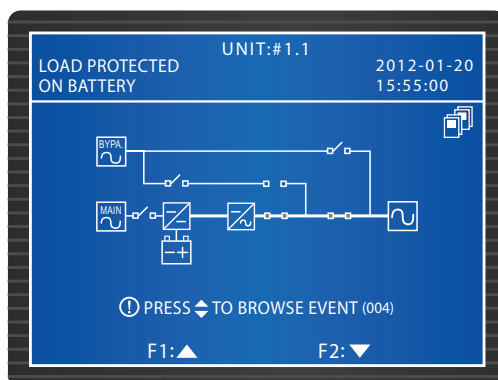 UNIT:#1.1
LOAD PROTECTED
ON BATTERY
2012-01-20
15:55:00
BYPA.
MAIN
PRESS TO BROWSE EVENT (004)
F1:
F2: